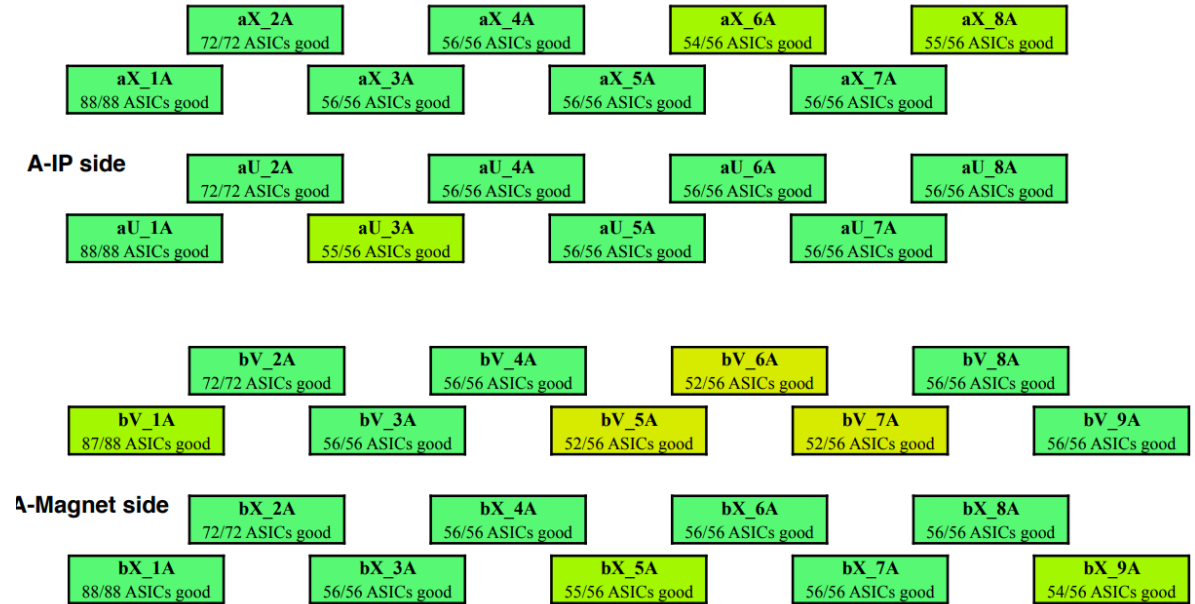 aX_2A
72/72 ASICs good
aX_4A
56/56 ASICs good
aX_6A
54/56 ASICs good
aX_8A
55/56 ASICs good
aX_1A
88/88 ASICs good
aX_3A
56/56 ASICs good
aX_5A
56/56 ASICs good
aX_7A
56/56 ASICs good
A-IP side
aU_2A
72/72 ASICs good
aU_4A
56/56 ASICs good
aU_6A
56/56 ASICs good
aU_8A
56/56 ASICs good
aU_1A
88/88 ASICs good
aU_3A
55/56 ASICs good
aU_5A
56/56 ASICs good
aU_7A
56/56 ASICs good
bV_2A
72/72 ASICs good
bV_4A
56/56 ASICs good
bV_6A
52/56 ASICs good
bV_8A
56/56 ASICs good
bV_1A
87/88 ASICs good
bV_3A
56/56 ASICs good
bV_5A
52/56 ASICs good
bV_7A
52/56 ASICs good
bV_9A
56/56 ASICs good
A-Magnet side
bX_2A
72/72 ASICs good
bX_4A
56/56 ASICs good
bX_6A
56/56 ASICs good
bX_8A
56/56 ASICs good
bX_1A
88/88 ASICs good
bX_3A
56/56 ASICs good
bX_5A
55/56 ASICs good
bX_7A
56/56 ASICs good
bX_9A
54/56 ASICs good